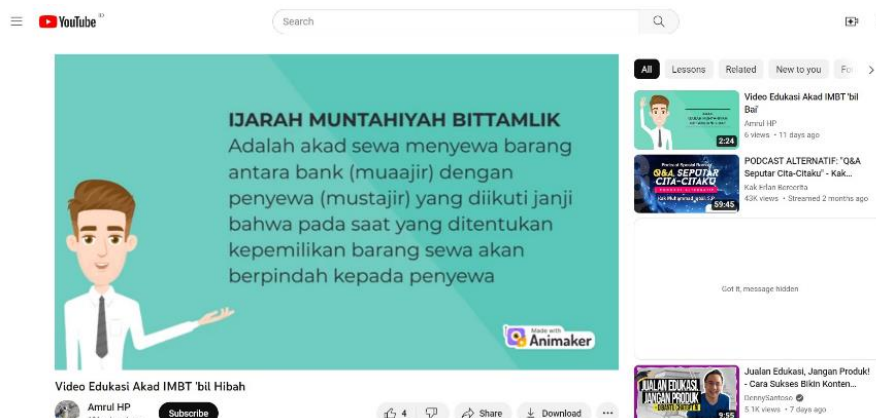 YouTube ID
Search
IJARAH MUNTAHIYAH BITTAMLIK
Adalah akad sewa menyewa barang
antara bank (muaajir) dengan
penyewa (mustajir) yang diikuti janji
bahwa pada saat yang ditentukan
kepemilikan barang sewa akan
berpindah kepada penyewa
Made with
Animaker
Video Edukasi Akad IMBT 'bil Hibah
Amrul HP
Subscribe
4
Share
Download
All
Lessons
Related
New to you
2:24
Video Edukasi Akad IMBT 'bil
Bai'
Amrul HP
6 views • 11 days ago
Q&A SEPUTAR
CITA-CITAKU
59:45
PODCAST ALTERNATIF: "Q&A
Seputar Cita-Citaku" - Kak...
Kak Erlan Bercerita
43K views • Streamed 2 months ago
Got it, message hidden
JUALAN EDUKASI,
JANGAN PRODUK
9:55
Jualan Edukasi, Jangan Produk!
- Cara Sukses Bikin Konten...
DennySantoso
5.1K views • 7 days ago